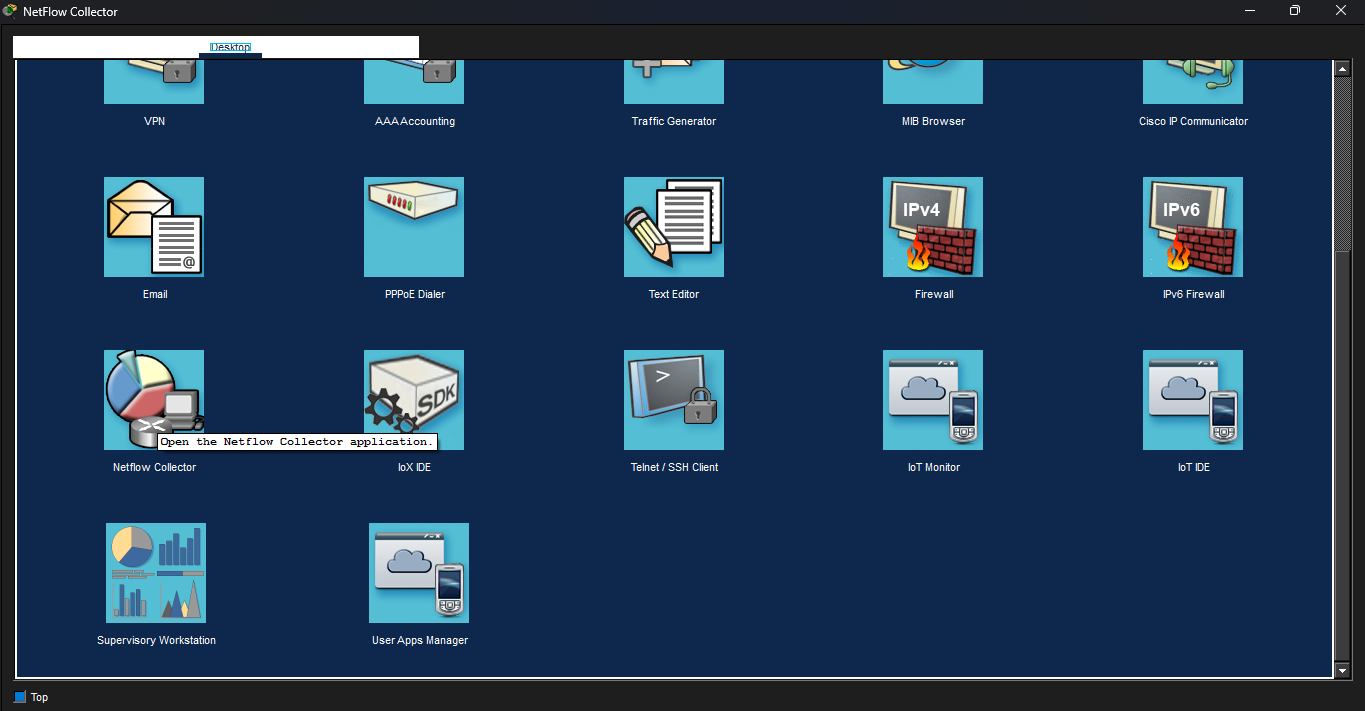 NetFlow Collector
Desktop
VPN
AAA Accounting
Traffic Generator
MIB Browser
Cisco IP Communicator
@
IPv4
IPv6
Email
PPPoE Dialer
Text Editor
Firewall
IPv6 Firewall
SDK
>
Open the Netflow Collector application.
Netflow Collector
IoX IDE
Telnet / SSH Client
IoT Monitor
IoT IDE
Supervisory Workstation
User Apps Manager
Top